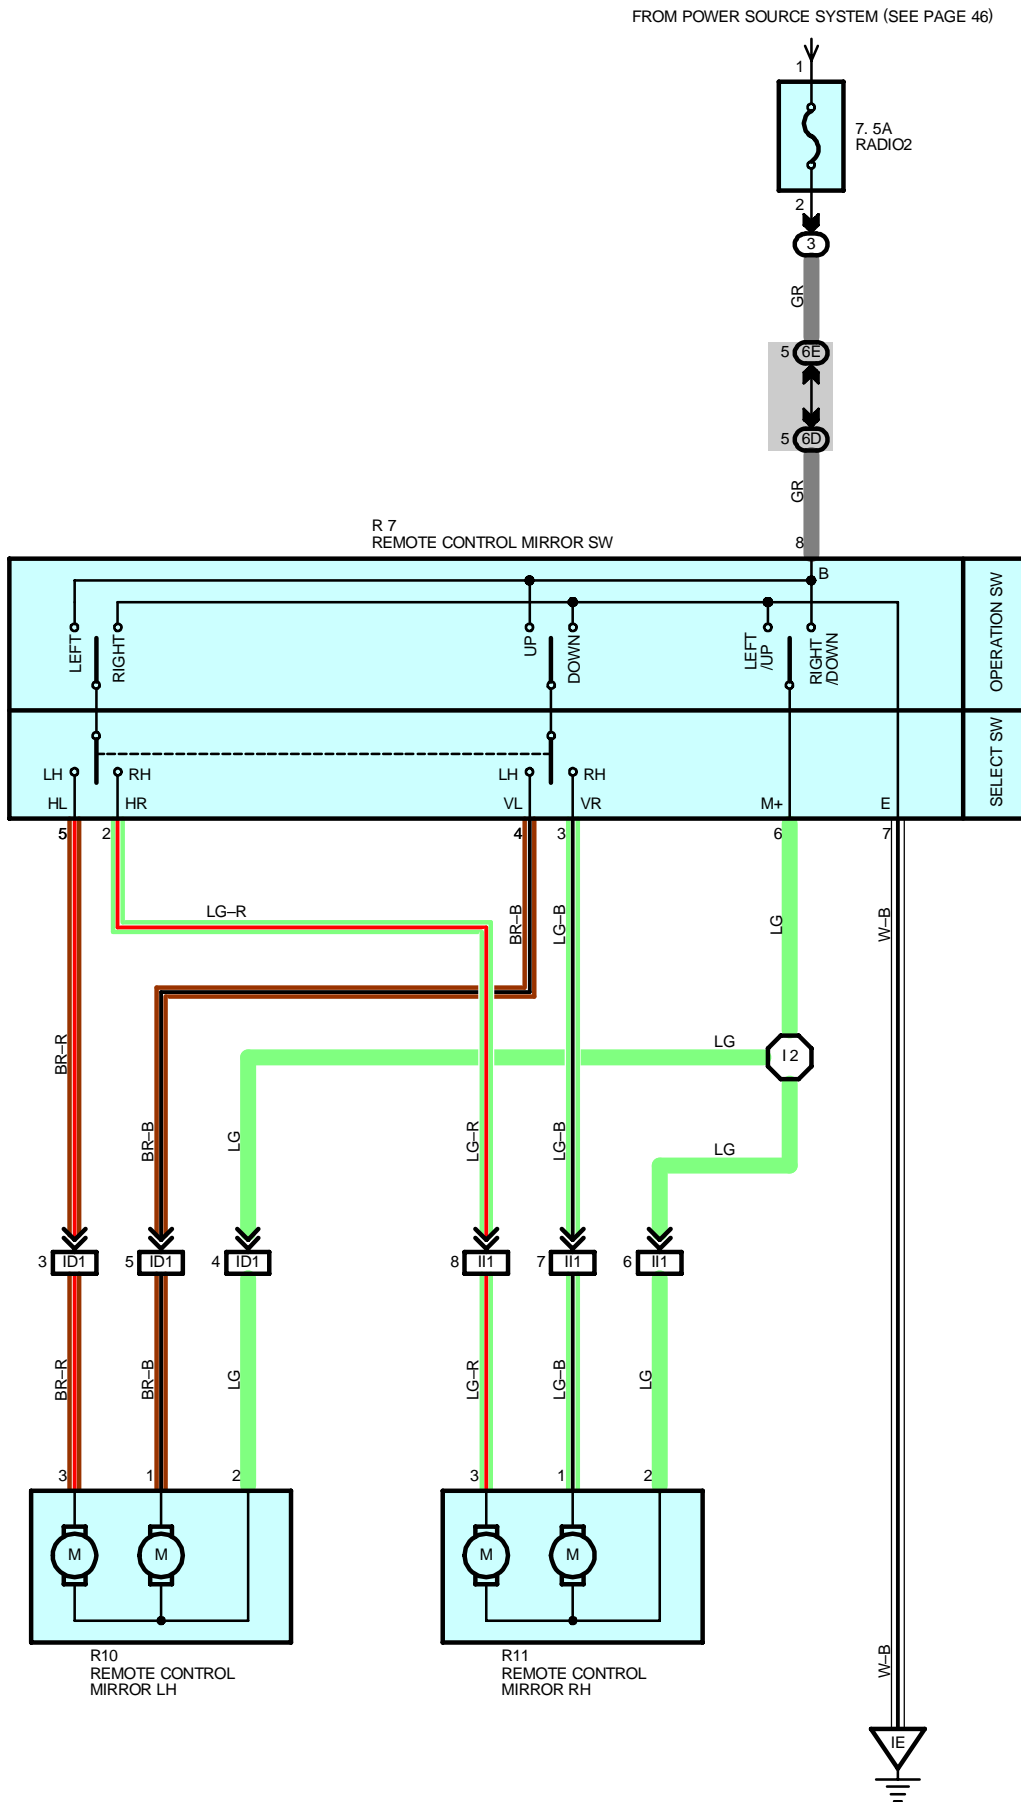 FROM POWER SOURCE SYSTEM (SEE PAGE 46)
1
7. 5A
RADIO2
2
3
GR
5 6E
5 6D
GR
R 7
REMOTE CONTROL MIRROR SW
8
B
LEFT
RIGHT
UP
DOWN
LEFT
/UP
RIGHT
/DOWN
OPERATION SW
LH
RH
LH
RH
SELECT SW
HL
HR
VL
VR
M+
E
5
2
4
3
6
7
LG–R
BR–B
LG–B
LG
W–B
BR–R
LG
I 2
BR–B
LG
LG–R
LG–B
LG
3 ID1
5 ID1
4 ID1
8 II1
7 II1
6 II1
BR–R
BR–B
LG
LG–R
LG–B
LG
3
1
2
3
1
2
M
M
M
M
R10
REMOTE CONTROL
MIRROR LH
R11
REMOTE CONTROL
MIRROR RH
W–B
IE